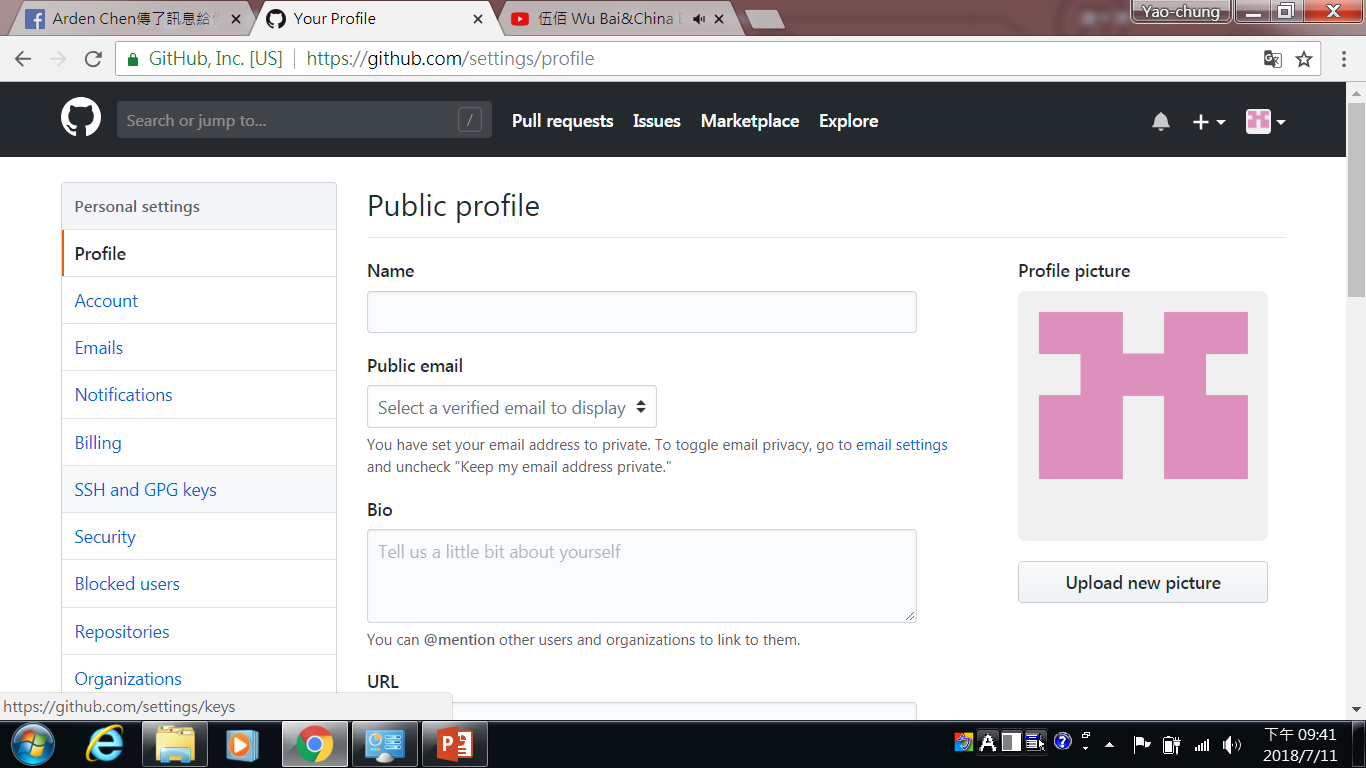 Arden Chen傳了訊息給你
Your Profile
伍佰 Wu Bai&China
Yao-chung
GitHub, Inc. [US]
https://github.com/settings/profile
Search or jump to...
/
Pull requests
Issues
Marketplace
Explore
Personal settings
Profile
Account
Emails
Notifications
Billing
SSH and GPG keys
Security
Blocked users
Repositories
Organizations
Public profile
Name
Public email
Select a verified email to display
You have set your email address to private. To toggle email privacy, go to email settings
and uncheck "Keep my email address private."
Bio
Tell us a little bit about yourself
You can @mention other users and organizations to link to them.
URL
Profile picture
Upload new picture
https://github.com/settings/keys
下午 09:41
2018/7/11